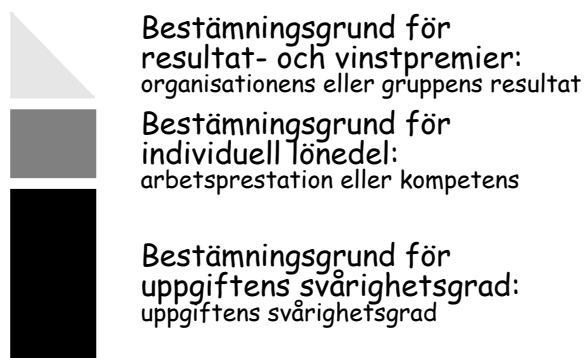 Bestämningsgrund för
resultat- och vinstpremier:
organisationens eller gruppens resultat
Bestämningsgrund för
individuell lönedel:
arbetsprestation eller kompetens
Bestämningsgrund för
uppgiftens svårighetsgrad:
uppgiftens svårighetsgrad